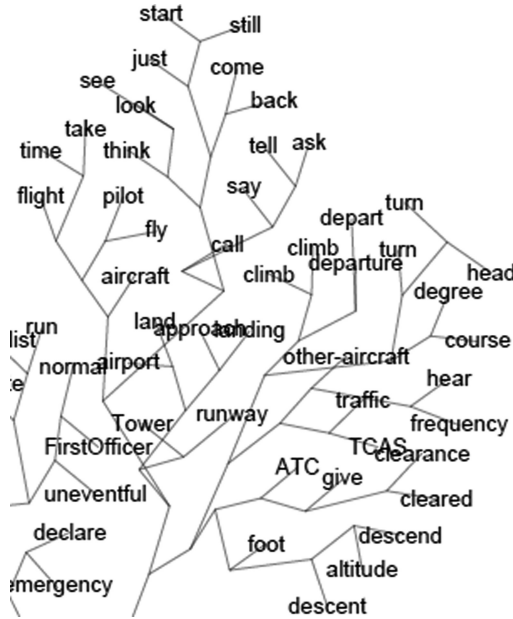 start
still
just
come
see
look
back
take
time
think
tell
ask
flight
pilot
say
turn
depart
fly
call
climb
departure
turn
aircraft
climb
head
degree
land
approach
landing
run
list
normal
airport
other-aircraft
course
hear
traffic
Tower
runway
frequency
FirstOfficer
TCAS
clearance
ATC
give
uneventful
cleared
declare
foot
descend
altitude
emergency
descent